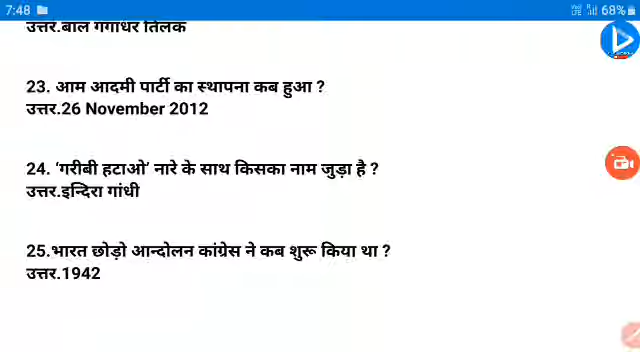 7:48
68%
उत्तर.बाल गंगाधर तिलक
23. आम आदमी पार्टी का स्थापना कब हुआ ?
उत्तर.26 November 2012
24. ‘गरीबी हटाओ’ नारे के साथ किसका नाम जुड़ा है ?
उत्तर.इन्दिरा गांधी
25.भारत छोड़ो आन्दोलन कांग्रेस ने कब शुरू किया था ?
उत्तर.1942